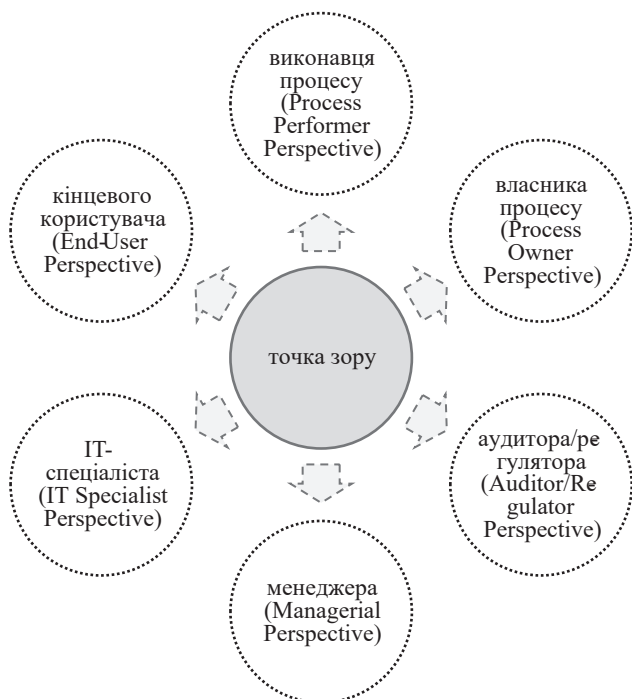 виконавця
процесу
(Process
Performer
Perspective)
власника
процесу
(Process
Owner
Perspective)
аудитора/ре
гулятора
(Auditor/Re
gulator
Perspective)
менеджера
(Managerial
Perspective)
ІТ-
спеціаліста
(IT Specialist
Perspective)
кінцевого
користувача
(End-User
Perspective)
точка зору